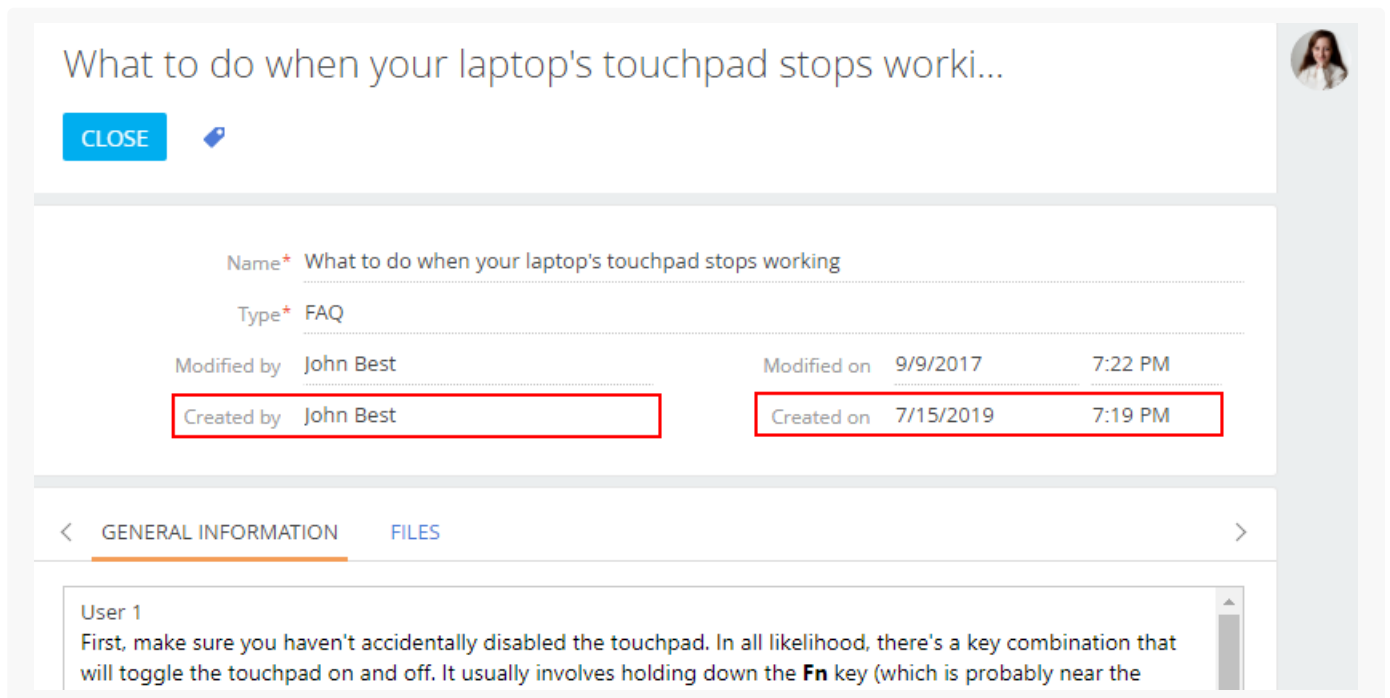 What to do when your laptop's touchpad stops worki...
CLOSE
Name* What to do when your laptop's touchpad stops working
Type* FAQ
Modified by John Best Modified on 9/9/2017 7:22 PM
Created by John Best Created on 7/15/2019 7:19 PM
GENERAL INFORMATION FILES
User 1
First, make sure you haven't accidentally disabled the touchpad. In all likelihood, there's a key combination that
will toggle the touchpad on and off. It usually involves holding down the Fn key (which is probably near the